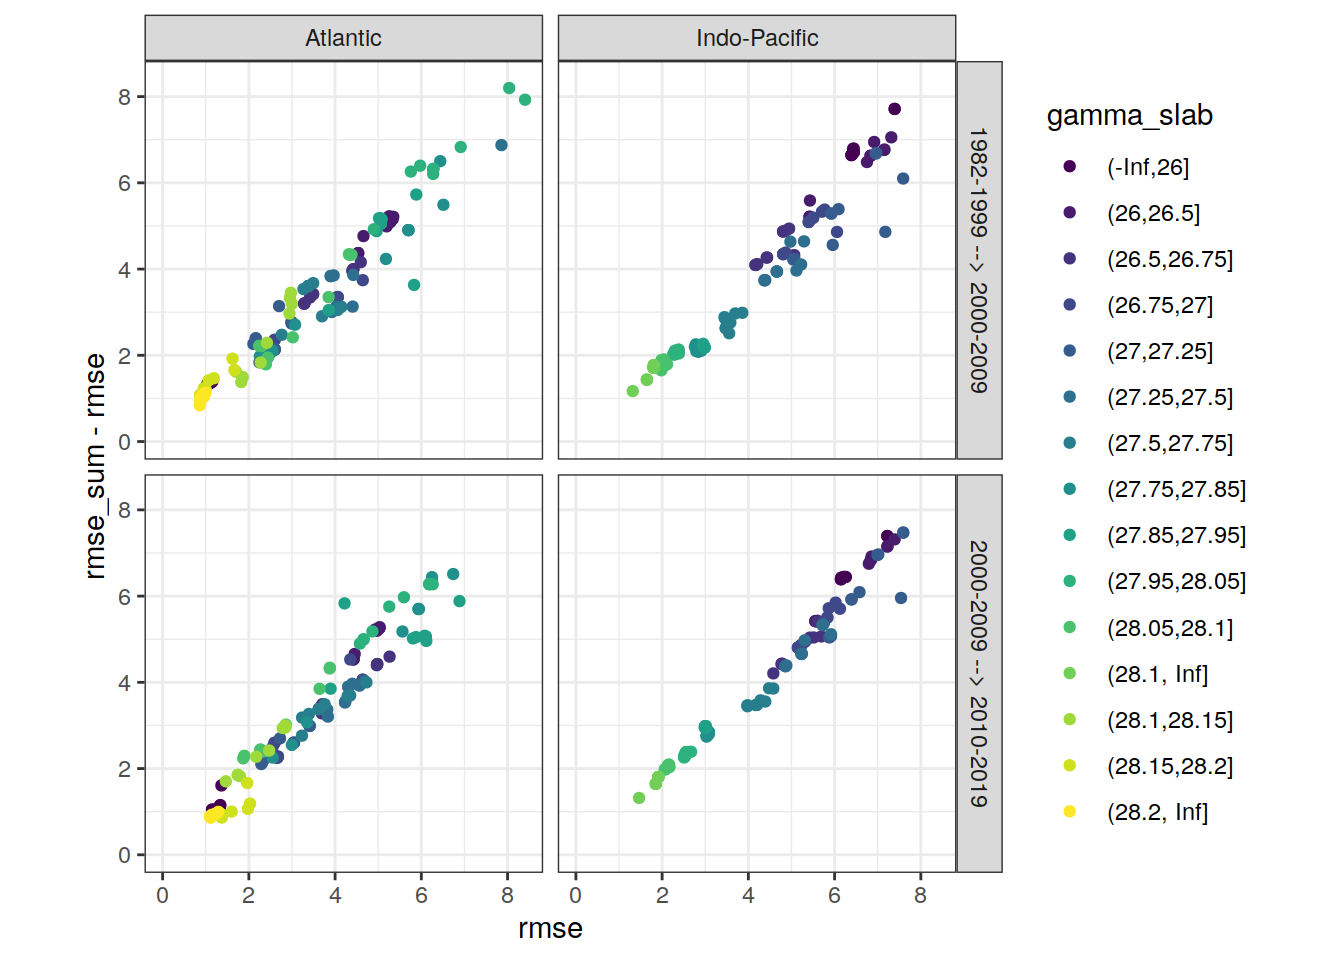 Atlantic
Indo-Pacific
8
6
4
2
0
1982-1999 --> 2000-2009
8
6
4
2
0
2000-2009 --> 2010-2019
0 2 4 6 8
0 2 4 6 8
rmse
rmse_sum - rmse
gamma_slab
(-Inf,26]
(26,26.5]
(26.5,26.75]
(26.75,27]
(27,27.25]
(27.25,27.5]
(27.5,27.75]
(27.75,27.85]
(27.85,27.95]
(27.95,28.05]
(28.05,28.1]
(28.1, Inf]
(28.1,28.15]
(28.15,28.2]
(28.2, Inf]